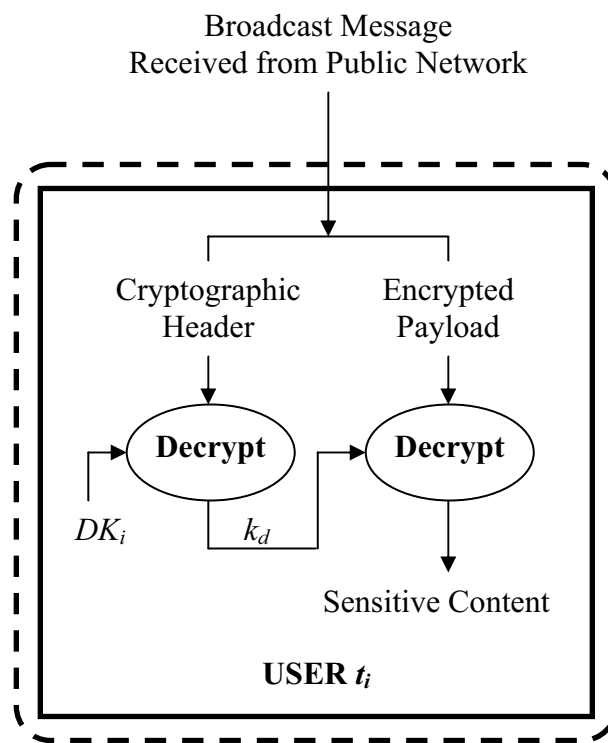 Broadcast Message
Received from Public Network
Cryptographic
Header
Encrypted
Payload
Decrypt
Decrypt
DKi
kd
Sensitive Content
USER ti